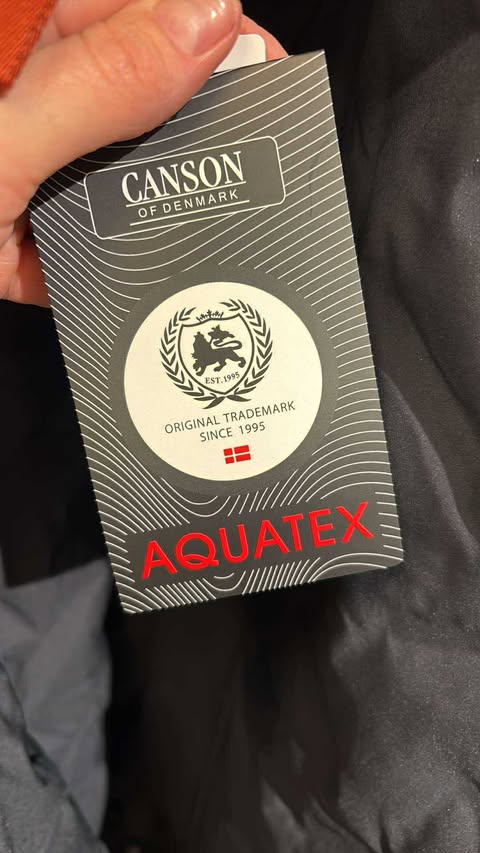 CANSON
OF DENMARK
EST.1995
ORIGINAL TRADEMARK
SINCE 1995
AQUATEX